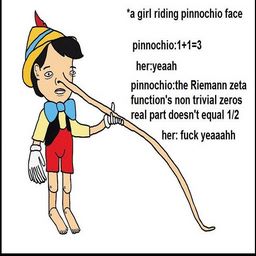 *a girl riding pinnochio face
pinnochio:1+1=3
her:yeaah
pinnochio:the Riemann zeta
function's non trivial zeros
real part doesn't equal 1/2
her: fuck yeaaahh